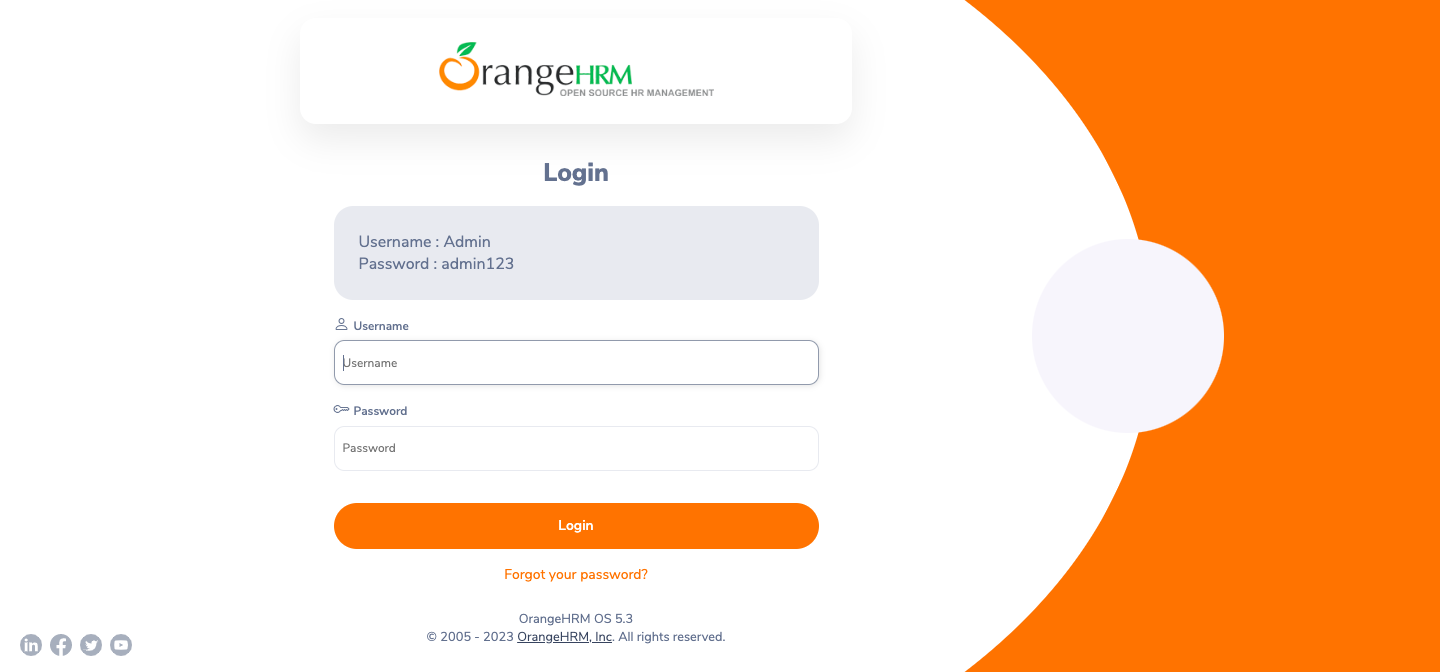 OrangeHRM
OPEN SOURCE HR MANAGEMENT
Login
Username : Admin
Password : admin123
Username
Username
Password
Password
Login
Forgot your password?
OrangeHRM OS 5.3
© 2005 - 2023 OrangeHRM, Inc. All rights reserved.